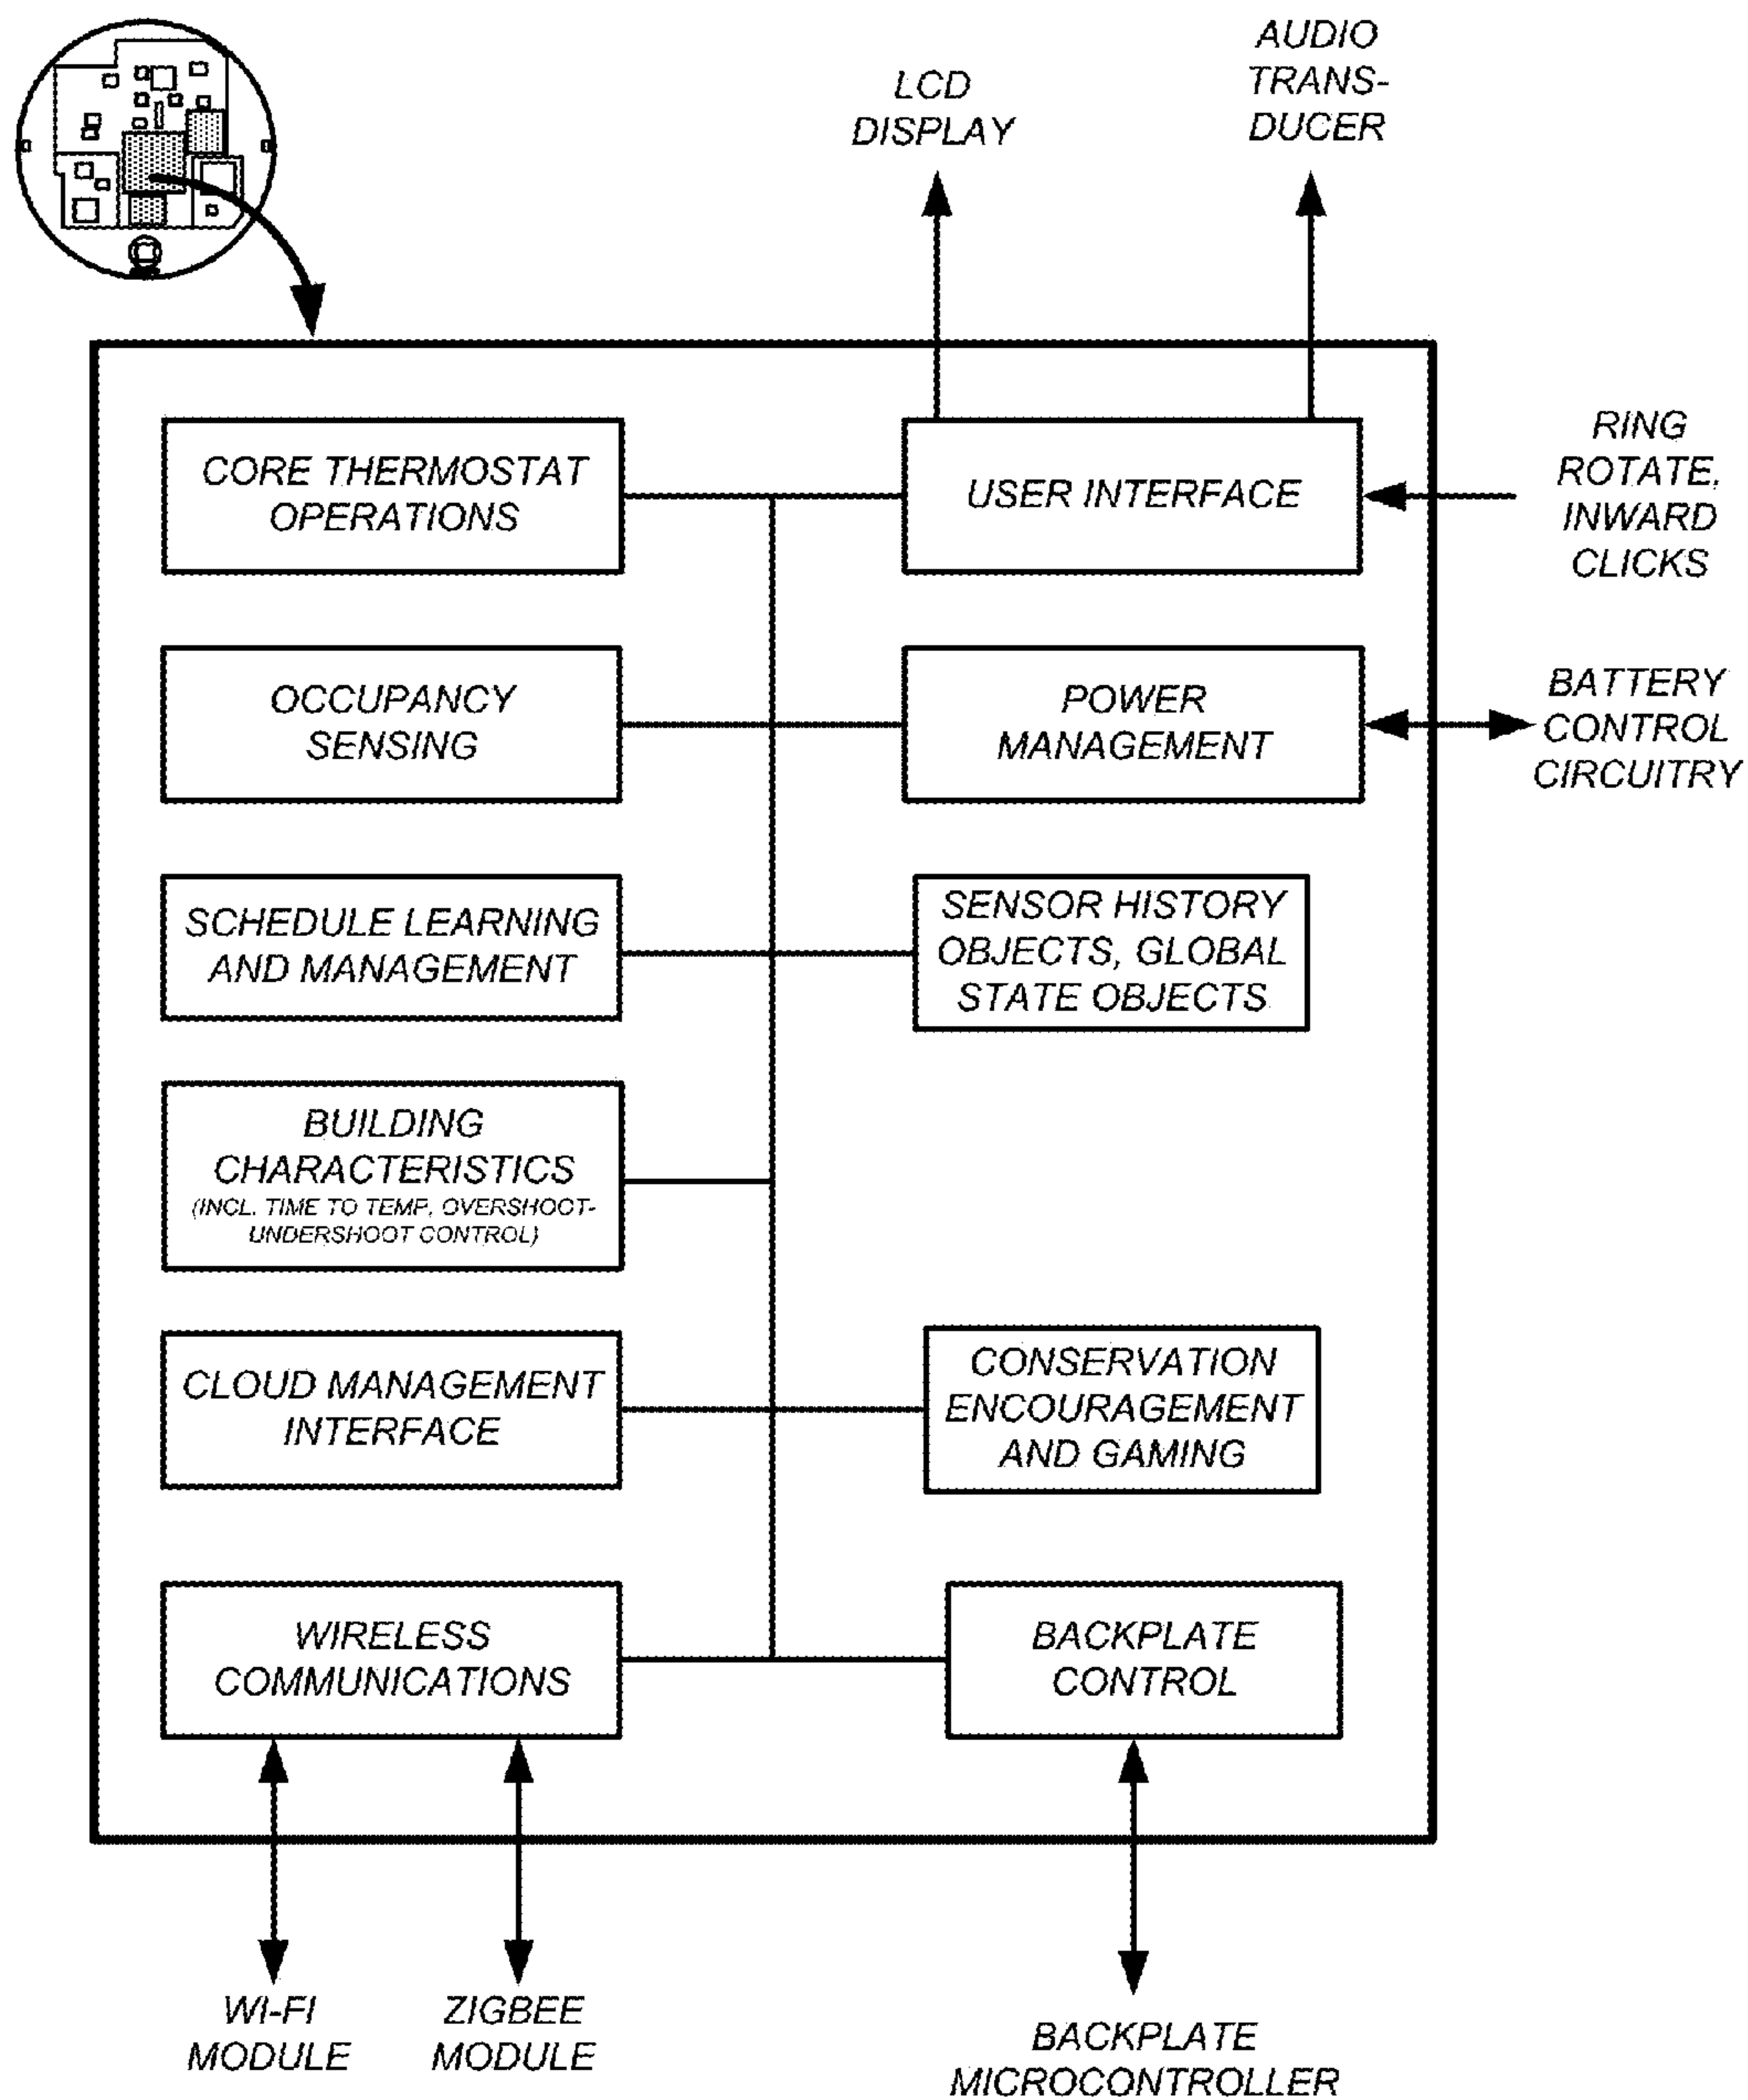 LCD
DISPLAY
AUDIO
TRANS-
DUCER
CORE THERMOSTAT
OPERATIONS
USER INTERFACE
RING
ROTATE,
INWARD
CLICKS
OCCUPANCY
SENSING
POWER
MANAGEMENT
BATTERY
CONTROL
CIRCUITRY
SCHEDULE LEARNING
AND MANAGEMENT
SENSOR HISTORY
OBJECTS, GLOBAL
STATE OBJECTS
BUILDING
CHARACTERISTICS
(INCL. TIME TO TEMP, OVERSHOOT-
UNDERSHOOT CONTROL)
CLOUD MANAGEMENT
INTERFACE
CONSERVATION
ENCOURAGEMENT
AND GAMING
WIRELESS
COMMUNICATIONS
BACKPLATE
CONTROL
WI-FI
MODULE
ZIGBEE
MODULE
BACKPLATE
MICROCONTROLLER